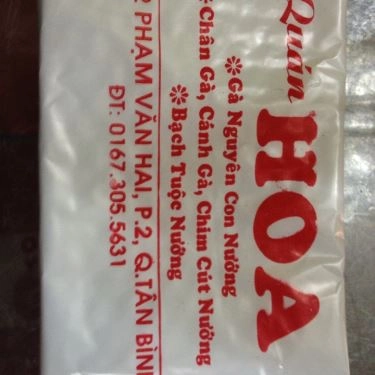 Quán
HOA
❊Gà Nguyên Con Nướng
❊Chân Gà, Cánh Gà, Chim Cút Nướng
❊Bạch Tuộc Nướng
2 PHẠM VĂN HAI, P.2, Q.TÂN BÌN
ĐT: 0167.305.5631